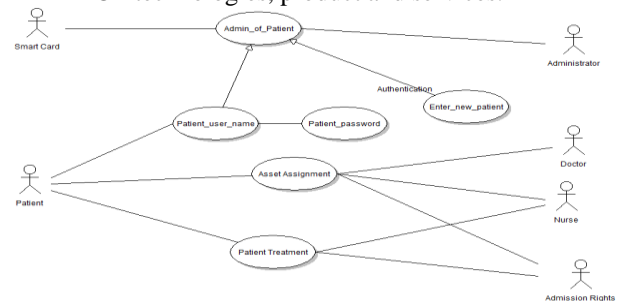 Admin_of_Patient
Smart Card
Administrator
Authentication
Enter_new_patient
Patient_user_name
Patient_password
Doctor
Asset Assignment
Patient
Nurse
Patient Treatment
Admission Rights